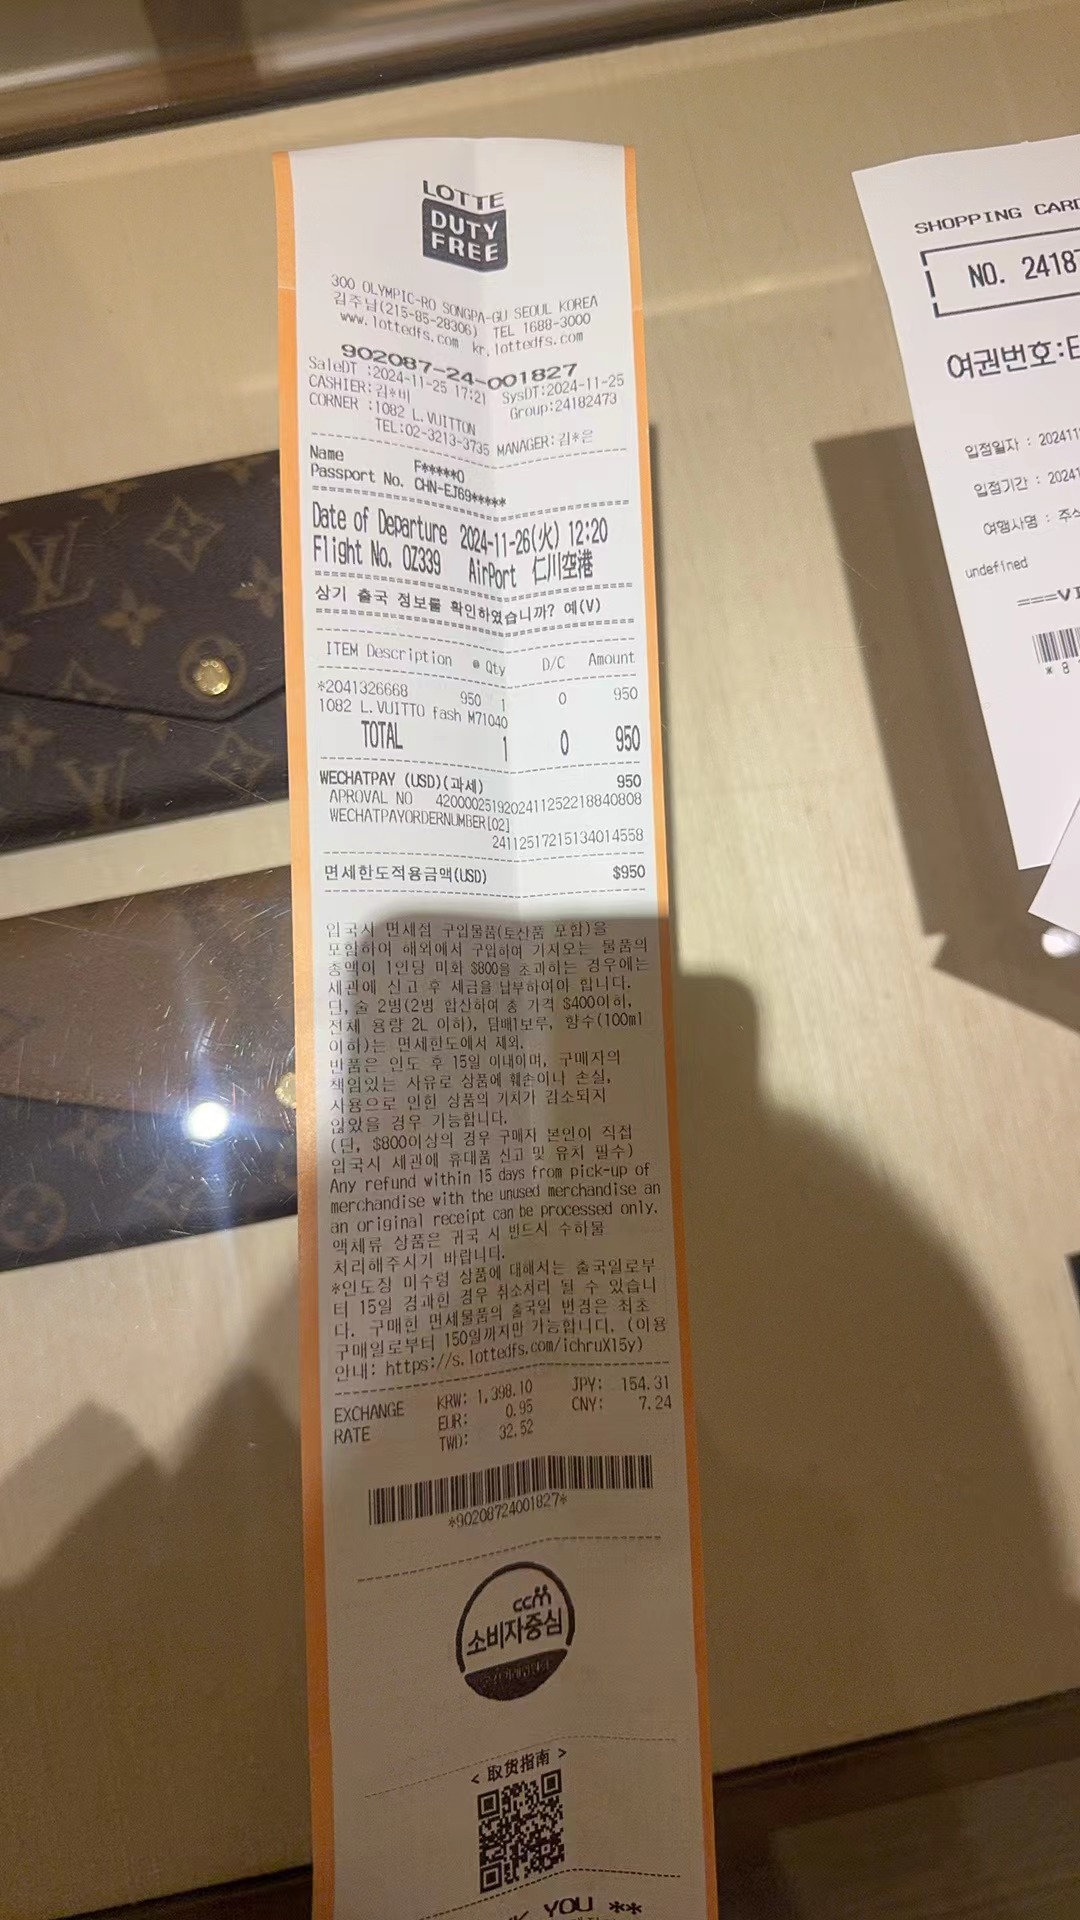 LOTTE
DUTY
FREE
300 OLYMPIC-RO SONGPA-GU SEOUL KOREA
김주남(215-85-28306) TEL 1688-3000
www.lottedfs.com kr.lottedfs.com
902087-24-001827
SaleDT :2024-11-25 17:21 SysDT:2024-11-25
CASHIER:김*비 Group:24182473
CORNER :1082 L.VUITTON
TEL:02-3213-3735 MANAGER:김*은
Name F*****O
Passport No. CHN-EJ69*****
Date of Departure 2024-11-26(火) 12:20
Flight No. OZ339 AirPort 仁川空港
상기 출국 정보를 확인하였습니까? 예(V)
ITEM Description @ Qty D/C Amount
*2041326668 950 1 0 950
1082 L.VUITTO fash M71040
TOTAL 1 0 950
WECHATPAY (USD)(과세) 950
APROVAL NO 4200002519202411252218840808
WECHATPAYORDERNUMBER[02]
24112517215134014558
면세한도적용금액(USD) $950
입국시 면세점 구입물품(토산품 포함)을
포함하여 해외에서 구입하여 가져오는 물품의
총액이 1인당 미화 $800을 초과하는 경우에는
세관에 신고 후 세금을 납부하여야 합니다.
단, 술 2병(2병 합산하여 총 가격 $400이하,
전체 용량 2L 이하), 담배1보루, 향수(100ml
이하)는 면세한도에서 제외.
반품은 인도 후 15일 이내이며, 구매자의
책임있는 사유로 상품에 훼손이나 손실,
사용으로 인한 상품의 가치가 감소되지
않았을 경우 가능합니다.
(단, $800이상의 경우 구매자 본인이 직접
입국시 세관에 휴대품 신고 및 유치 필수)
Any refund within 15 days from pick-up of
merchandise with the unused merchandise an
an original receipt can be processed only.
액체류 상품은 귀국 시 반드시 수하물
처리해주시기 바랍니다.
*인도장 미수령 상품에 대해서는 출국일로부
터 15일 경과한 경우 취소처리 될 수 있습니
다. 구매한 면세물품의 출국일 변경은 최초
구매일로부터 150일까지만 가능합니다. (이용
안내: https://s.lottedfs.com/ichruX15y)
EXCHANGE KRW: 1,398.10 JPY: 154.31
RATE EUR: 0.95 CNY: 7.24
TWD: 32.52
*90208724001827*
ccm
소비자중심
< 取货指南 >
YOU **
SHOPPING CARD
NO. 2418
여권번호:E
입점일자 : 202411
입점기간 : 20241
여행사명 : 주식
undefined
===VI
* 8